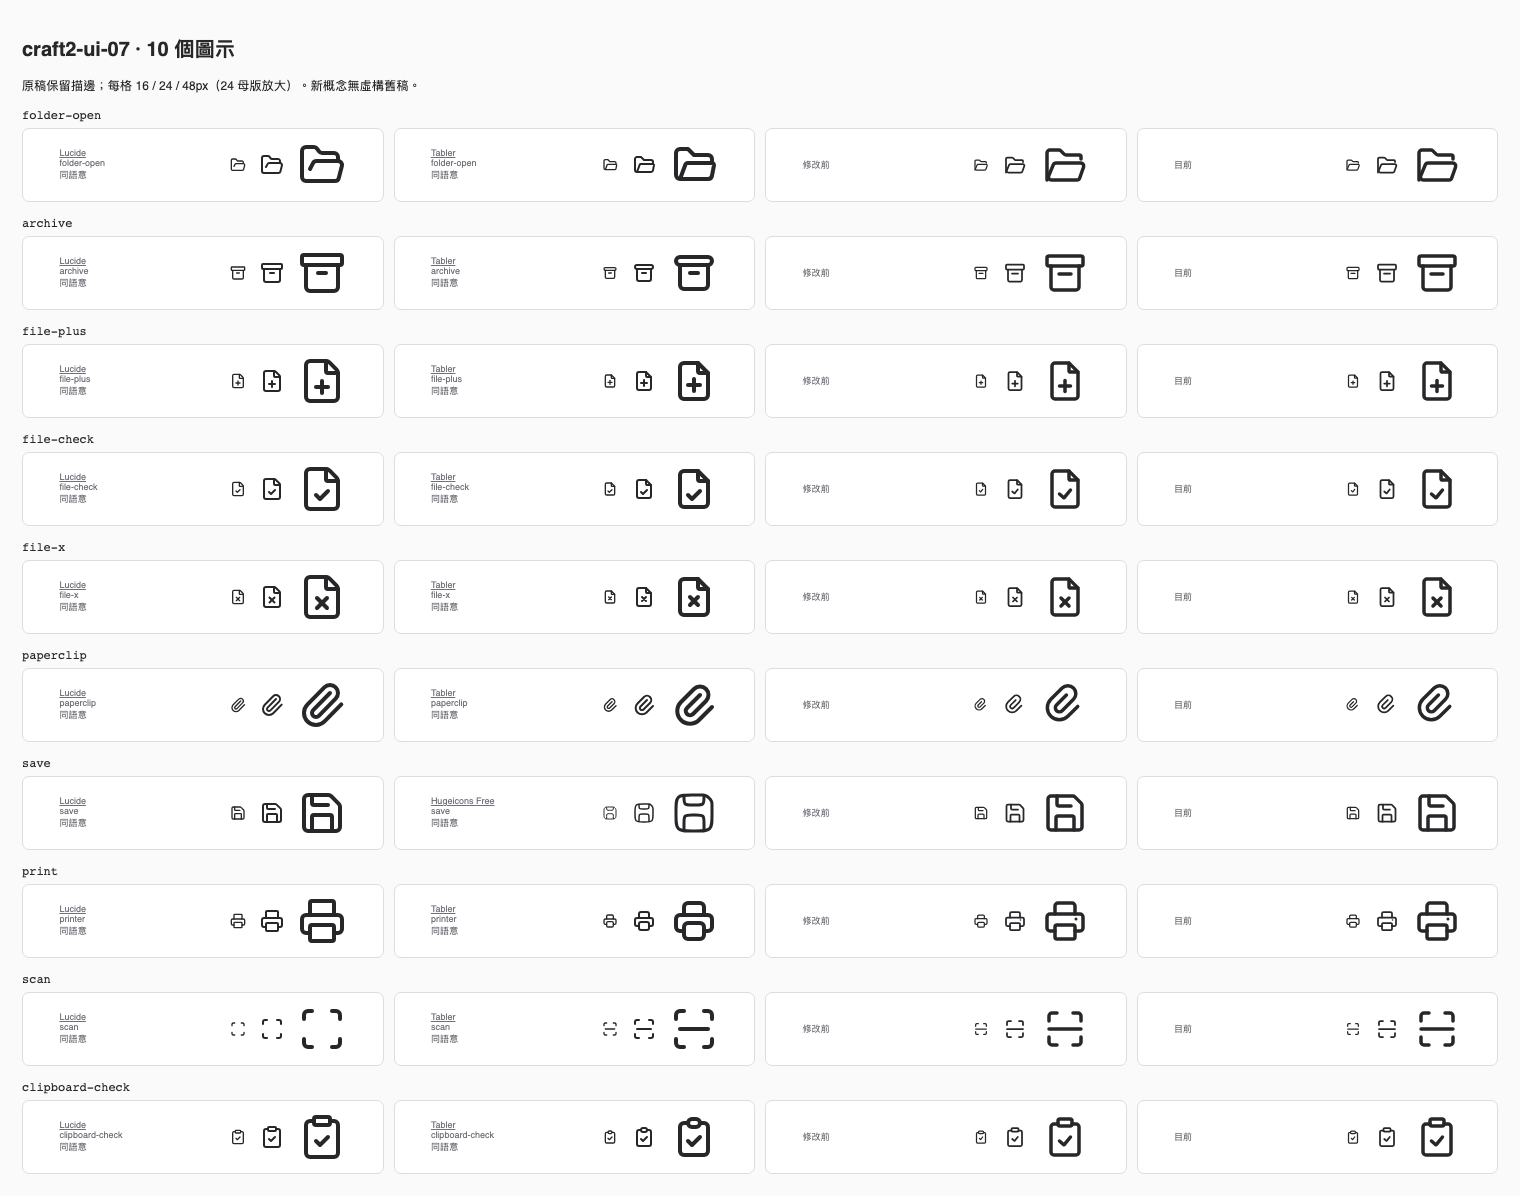 craft2-ui-07 · 10 個圖示
原稿保留描邊；每格 16 / 24 / 48px（24 母版放大）。新概念無虛構舊稿。
folder-open
Lucide
folder-open
同語意
Tabler
folder-open
同語意
修改前
目前
archive
Lucide
archive
同語意
Tabler
archive
同語意
修改前
目前
file-plus
Lucide
file-plus
同語意
Tabler
file-plus
同語意
修改前
目前
file-check
Lucide
file-check
同語意
Tabler
file-check
同語意
修改前
目前
file-x
Lucide
file-x
同語意
Tabler
file-x
同語意
修改前
目前
paperclip
Lucide
paperclip
同語意
Tabler
paperclip
同語意
修改前
目前
save
Lucide
save
同語意
Hugeicons Free
save
同語意
修改前
目前
print
Lucide
printer
同語意
Tabler
printer
同語意
修改前
目前
scan
Lucide
scan
同語意
Tabler
scan
同語意
修改前
目前
clipboard-check
Lucide
clipboard-check
同語意
Tabler
clipboard-check
同語意
修改前
目前